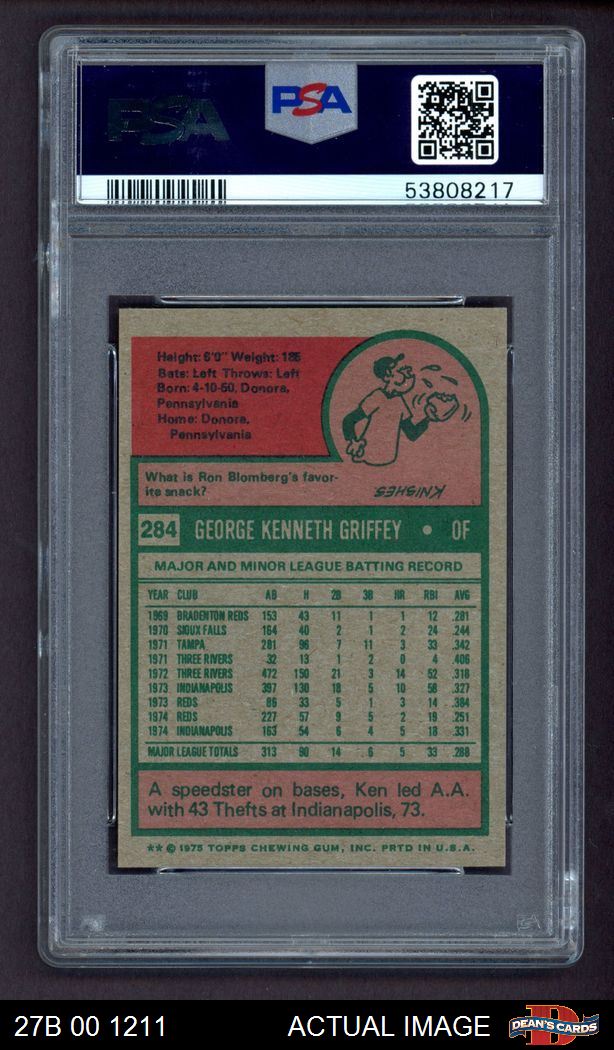 PSA
PSA
53808217
Height: 6'0" Weight: 185
Bats: Left Throws: Left
Born: 4-10-50, Donora,
Pennsylvania
Home: Donora,
Pennsylvania
What is Ron Blomberg's favor-
ite snack?
KNISHES
284 GEORGE KENNETH GRIFFEY • OF
MAJOR AND MINOR LEAGUE BATTING RECORD
YEAR CLUB AB H 2B 3B HR RBI AVG
1969 BRADENTON REDS 153 43 11 1 1 12 .281
1970 SIOUX FALLS 164 40 2 1 2 24 .244
1971 TAMPA 281 96 7 11 3 33 .342
1971 THREE RIVERS 32 13 1 2 0 4 .406
1972 THREE RIVERS 472 150 21 3 14 52 .318
1973 INDIANAPOLIS 397 130 18 5 10 58 .327
1973 REDS 86 33 5 1 3 14 .384
1974 REDS 227 57 9 5 2 19 .251
1974 INDIANAPOLIS 163 54 6 4 5 18 .331
MAJOR LEAGUE TOTALS 313 90 14 6 5 33 .288
A speedster on bases, Ken led A.A.
with 43 Thefts at Indianapolis, 73.
** © 1975 TOPPS CHEWING GUM, INC. PRTD IN U.S.A.
PSA
27B 00 1211 ACTUAL IMAGE
DEAN'S CARDS